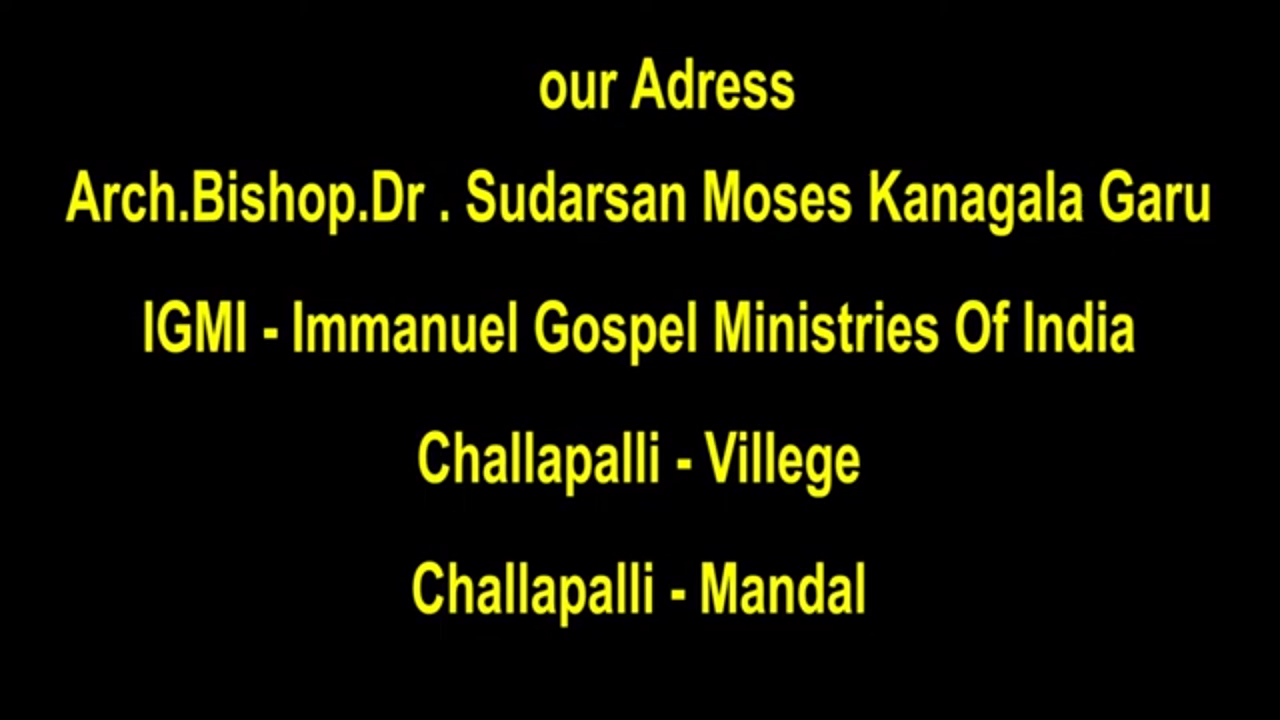 our Adress
Arch.Bishop.Dr . Sudarsan Moses Kanagala Garu
IGMI - Immanuel Gospel Ministries Of India
Challapalli - Villege
Challapalli - Mandal